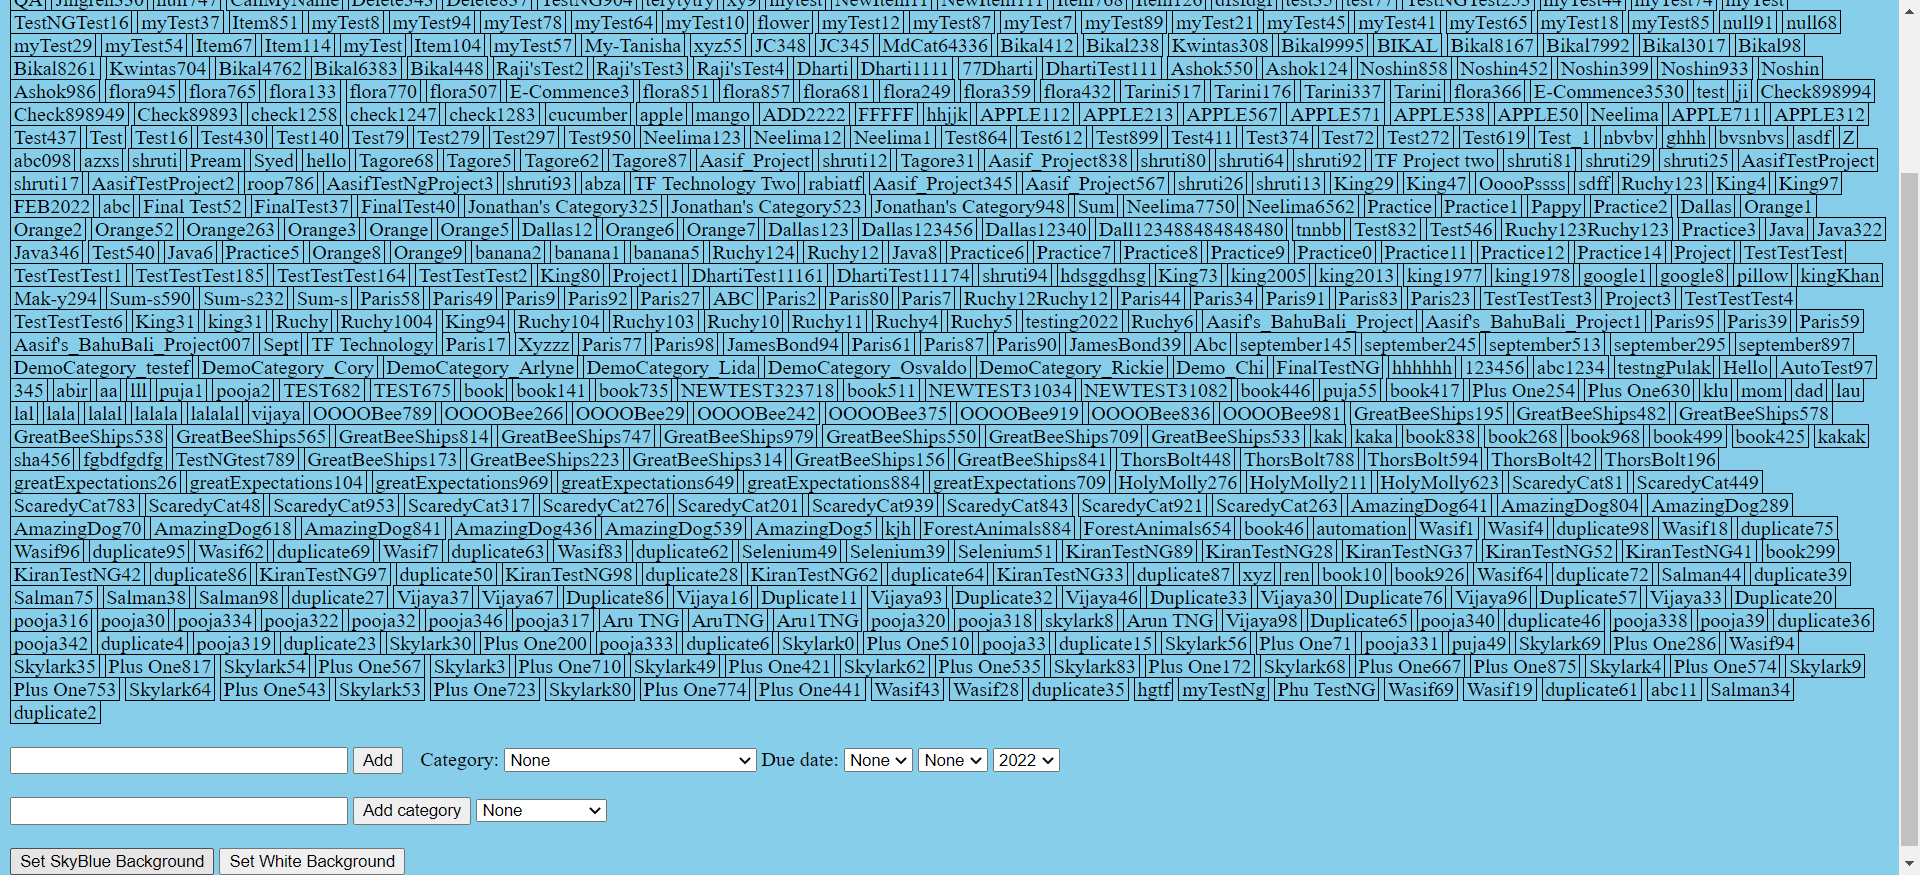 TestNGTest16 myTest37 Item851 myTest8 myTest94 myTest78 myTest64 myTest10 flower myTest12 myTest87 myTest7 myTest89 myTest21 myTest45 myTest41 myTest65 myTest18 myTest85 null91 null68
myTest29 myTest54 Item67 Item114 myTest Item104 myTest57 My-Tanisha xyz55 JC348 JC345 MdCat64336 Bikal412 Bikal238 Kwintas308 Bikal9995 BIKAL Bikal8167 Bikal7992 Bikal3017 Bikal98
Bikal8261 Kwintas704 Bikal4762 Bikal6383 Bikal448 Raji'sTest2 Raji'sTest3 Raji'sTest4 Dharti Dharti1111 77Dharti DhartiTest111 Ashok550 Ashok124 Noshin858 Noshin452 Noshin399 Noshin933 Noshin
Ashok986 flora945 flora765 flora133 flora770 flora507 E-Commence3 flora851 flora857 flora681 flora249 flora359 flora432 Tarini517 Tarini176 Tarini337 Tarini flora366 E-Commence3530 test ji Check898994
Check898949 Check89893 check1258 check1247 check1283 cucumber apple mango ADD2222 FFFFF hhjjk APPLE112 APPLE213 APPLE567 APPLE571 APPLE538 APPLE50 Neelima APPLE711 APPLE312
Test437 Test Test16 Test430 Test140 Test79 Test279 Test297 Test950 Neelima123 Neelima12 Neelima1 Test864 Test612 Test899 Test411 Test374 Test72 Test272 Test619 Test_1 nbvbv ghhh bvsnbvs asdf Z
abc098 azxs shruti Pream Syed hello Tagore68 Tagore5 Tagore62 Tagore87 Aasif_Project shruti12 Tagore31 Aasif_Project838 shruti80 shruti64 shruti92 TF Project two shruti81 shruti29 shruti25 AasifTestProject
shruti17 AasifTestProject2 roop786 AasifTestNgProject3 shruti93 abza TF Technology Two rabiatf Aasif_Project345 Aasif_Project567 shruti26 shruti13 King29 King47 OoooPssss sdff Ruchy123 King4 King97
FEB2022 abc Final Test52 FinalTest37 FinalTest40 Jonathan's Category325 Jonathan's Category523 Jonathan's Category948 Sum Neelima7750 Neelima6562 Practice Practice1 Pappy Practice2 Dallas Orange1
Orange2 Orange52 Orange263 Orange3 Orange Orange5 Dallas12 Orange6 Orange7 Dallas123 Dallas123456 Dallas12340 Dall123488484848480 tnnbb Test832 Test546 Ruchy123Ruchy123 Practice3 Java Java322
Java346 Test540 Java6 Practice5 Orange8 Orange9 banana2 banana1 banana5 Ruchy124 Ruchy12 Java8 Practice6 Practice7 Practice8 Practice9 Practice0 Practice11 Practice12 Practice14 Project TestTestTest
TestTestTest1 TestTestTest185 TestTestTest164 TestTestTest2 King80 Project1 DhartiTest11161 DhartiTest11174 shruti94 hdsggdhsg King73 king2005 king2013 king1977 king1978 google1 google8 pillow kingKhan
Mak-y294 Sum-s590 Sum-s232 Sum-s Paris58 Paris49 Paris9 Paris92 Paris27 ABC Paris2 Paris80 Paris7 Ruchy12Ruchy12 Paris44 Paris34 Paris91 Paris83 Paris23 TestTestTest3 Project3 TestTestTest4
TestTestTest6 King31 king31 Ruchy Ruchy1004 King94 Ruchy104 Ruchy103 Ruchy10 Ruchy11 Ruchy4 Ruchy5 testing2022 Ruchy6 Aasif's_BahuBali_Project Aasif's_BahuBali_Project1 Paris95 Paris39 Paris59
Aasif's_BahuBali_Project007 Sept TF Technology Paris17 Xyzzz Paris77 Paris98 JamesBond94 Paris61 Paris87 Paris90 JamesBond39 Abc september145 september245 september513 september295 september897
DemoCategory_testef DemoCategory_Cory DemoCategory_Arlyne DemoCategory_Lida DemoCategory_Osvaldo DemoCategory_Rickie Demo_Chi FinalTestNG hhhhhh 123456 abc1234 testngPulak Hello AutoTest97
345 abir aa lll puja1 pooja2 TEST682 TEST675 book book141 book735 NEWTEST323718 book511 NEWTEST31034 NEWTEST31082 book446 puja55 book417 Plus One254 Plus One630 klu mom dad lau
lal lala lalal lalala lalalal vijaya OOOOBee789 OOOOBee266 OOOOBee29 OOOOBee242 OOOOBee375 OOOOBee919 OOOOBee836 OOOOBee981 GreatBeeShips195 GreatBeeShips482 GreatBeeShips578
GreatBeeShips538 GreatBeeShips565 GreatBeeShips814 GreatBeeShips747 GreatBeeShips979 GreatBeeShips550 GreatBeeShips709 GreatBeeShips533 kak kaka book838 book268 book968 book499 book425 kakak
sha456 fgbdfgdfg TestNGtest789 GreatBeeShips173 GreatBeeShips223 GreatBeeShips314 GreatBeeShips156 GreatBeeShips841 ThorsBolt448 ThorsBolt788 ThorsBolt594 ThorsBolt42 ThorsBolt196
greatExpectations26 greatExpectations104 greatExpectations969 greatExpectations649 greatExpectations884 greatExpectations709 HolyMolly276 HolyMolly211 HolyMolly623 ScaredyCat81 ScaredyCat449
ScaredyCat783 ScaredyCat48 ScaredyCat953 ScaredyCat317 ScaredyCat276 ScaredyCat201 ScaredyCat939 ScaredyCat843 ScaredyCat921 ScaredyCat263 AmazingDog641 AmazingDog804 AmazingDog289
AmazingDog70 AmazingDog618 AmazingDog841 AmazingDog436 AmazingDog539 AmazingDog5 kjh ForestAnimals884 ForestAnimals654 book46 automation Wasif1 Wasif4 duplicate98 Wasif18 duplicate75
Wasif96 duplicate95 Wasif62 duplicate69 Wasif7 duplicate63 Wasif83 duplicate62 Selenium49 Selenium39 Selenium51 KiranTestNG89 KiranTestNG28 KiranTestNG37 KiranTestNG52 KiranTestNG41 book299
KiranTestNG42 duplicate86 KiranTestNG97 duplicate50 KiranTestNG98 duplicate28 KiranTestNG62 duplicate64 KiranTestNG33 duplicate87 xyz ren book10 book926 Wasif64 duplicate72 Salman44 duplicate39
Salman75 Salman38 Salman98 duplicate27 Vijaya37 Vijaya67 Duplicate86 Vijaya16 Duplicate11 Vijaya93 Duplicate32 Vijaya46 Duplicate33 Vijaya30 Duplicate76 Vijaya96 Duplicate57 Vijaya33 Duplicate20
pooja316 pooja30 pooja334 pooja322 pooja32 pooja346 pooja317 Aru TNG AruTNG Aru1TNG pooja320 pooja318 skylark8 Arun TNG Vijaya98 Duplicate65 pooja340 duplicate46 pooja338 pooja39 duplicate36
pooja342 duplicate4 pooja319 duplicate23 Skylark30 Plus One200 pooja333 duplicate6 Skylark0 Plus One510 pooja33 duplicate15 Skylark56 Plus One71 pooja331 puja49 Skylark69 Plus One286 Wasif94
Skylark35 Plus One817 Skylark54 Plus One567 Skylark3 Plus One710 Skylark49 Plus One421 Skylark62 Plus One535 Skylark83 Plus One172 Skylark68 Plus One667 Plus One875 Skylark4 Plus One574 Skylark9
Plus One753 Skylark64 Plus One543 Skylark53 Plus One723 Skylark80 Plus One774 Plus One441 Wasif43 Wasif28 duplicate35 hgtf myTestNg Phu TestNG Wasif69 Wasif19 duplicate61 abc11 Salman34
duplicate2
Add Category: None Due date: None None 2022
Add category None
Set SkyBlue Background Set White Background